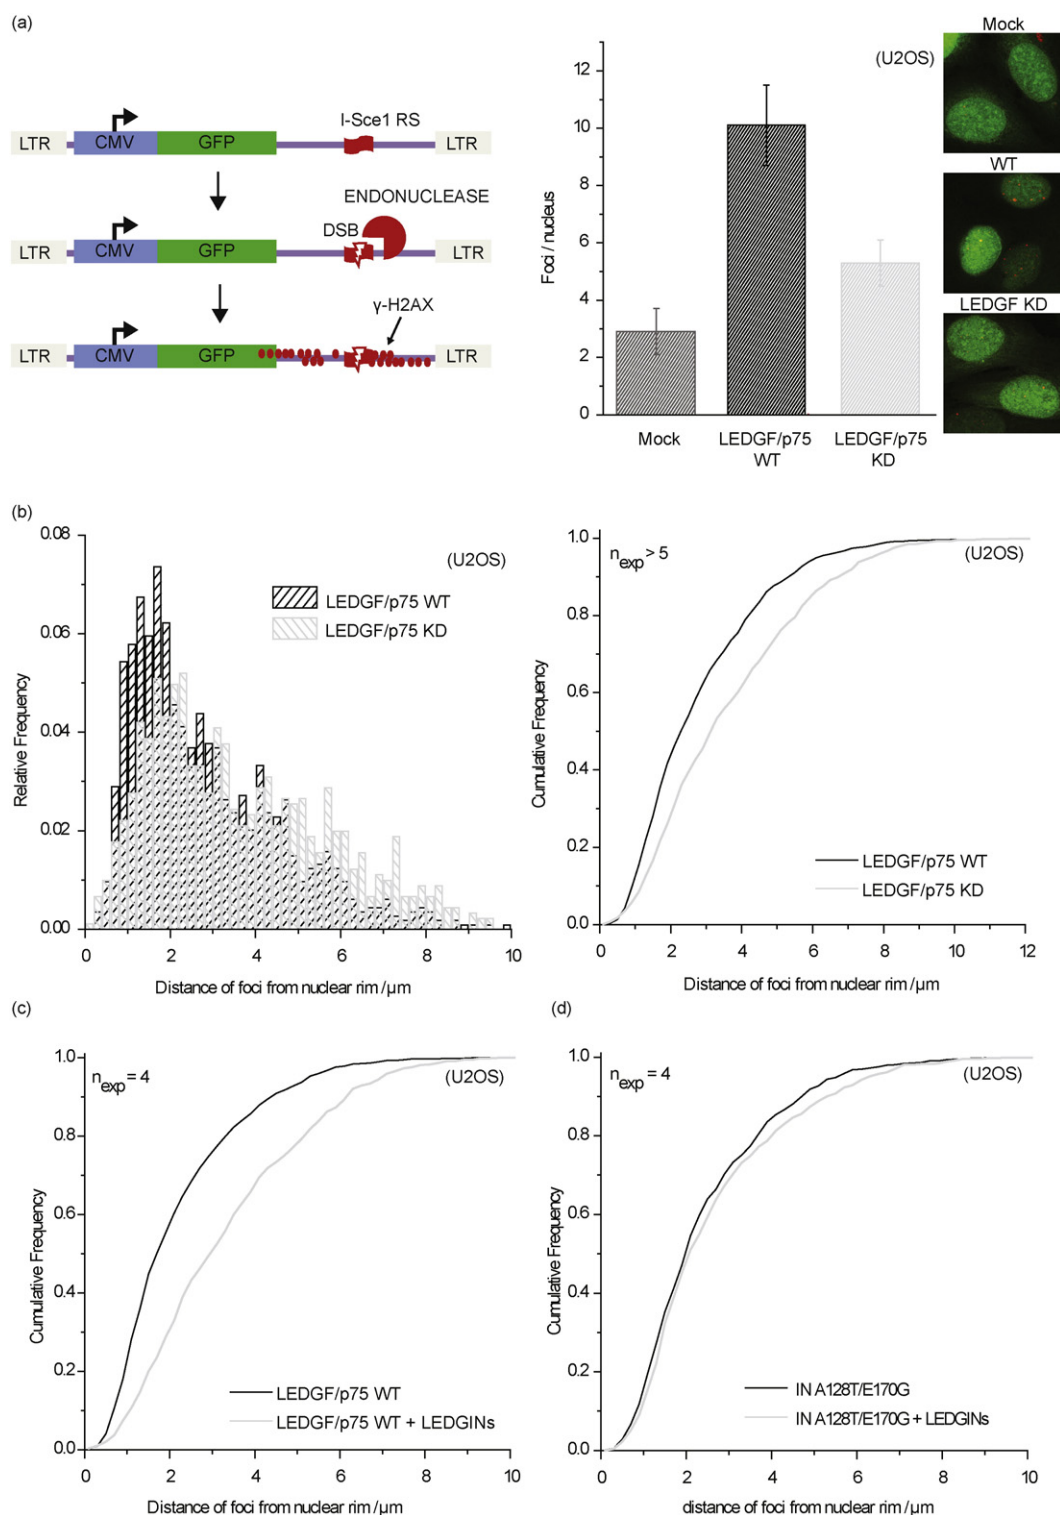 (a)
I-Sce1 RS
LTR CMV GFP LTR
ENDONUCLEASE
DSB
LTR CMV GFP LTR
γ-H2AX
LTR CMV GFP LTR
(U2OS)
12
10
8
6
4
2
0
Foci / nucleus
Mock
LEDGF/p75
WT
LEDGF/p75
KD
Mock
WT
LEDGF KD
(b)
0.08
0.06
0.04
0.02
0.00
Relative Frequency
(U2OS)
LEDGF/p75 WT
LEDGF/p75 KD
0 2 4 6 8 10
Distance of foci from nuclear rim /µm
1.0
0.8
0.6
0.4
0.2
0.0
Cumulative Frequency
nexp > 5
(U2OS)
LEDGF/p75 WT
LEDGF/p75 KD
0 2 4 6 8 10 12
Distance of foci from nuclear rim /µm
(c)
1.0
0.8
0.6
0.4
0.2
0.0
Cumulative Frequency
nexp = 4
(U2OS)
LEDGF/p75 WT
LEDGF/p75 WT + LEDGINs
0 2 4 6 8 10
Distance of foci from nuclear rim /µm
(d)
1.0
0.8
0.6
0.4
0.2
0.0
Cumulative Frequency
nexp = 4
(U2OS)
IN A128T/E170G
IN A128T/E170G + LEDGINs
0 2 4 6 8 10
distance of foci from nuclear rim /µm